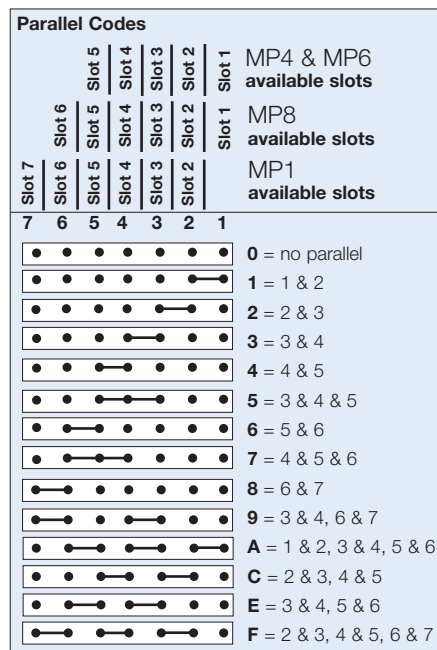 Parallel Codes
Slot 5 Slot 4 Slot 3 Slot 2 Slot 1 MP4 & MP6
available slots
Slot 6 Slot 5 Slot 4 Slot 3 Slot 2 Slot 1 MP8
available slots
Slot 7 Slot 6 Slot 5 Slot 4 Slot 3 Slot 2 MP1
available slots
7 6 5 4 3 2 1
0 = no parallel
1 = 1 & 2
2 = 2 & 3
3 = 3 & 4
4 = 4 & 5
5 = 3 & 4 & 5
6 = 5 & 6
7 = 4 & 5 & 6
8 = 6 & 7
9 = 3 & 4, 6 & 7
A = 1 & 2, 3 & 4, 5 & 6
C = 2 & 3, 4 & 5
E = 3 & 4, 5 & 6
F = 2 & 3, 4 & 5, 6 & 7